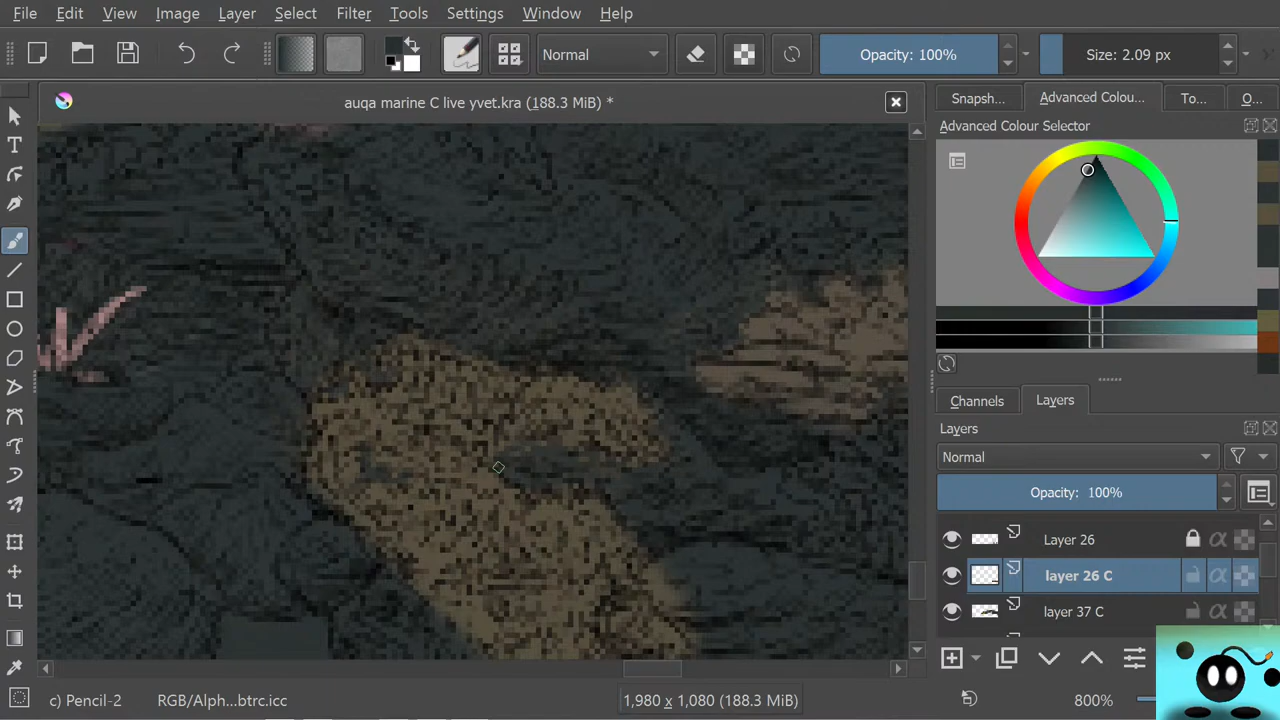 File Edit View Image Layer Select Filter Tools Settings Window Help
Normal
Opacity: 100%
Size: 2.09 px
auqa marine C live yvet.kra (188.3 MiB) *
Snapsh... Advanced Colou... To... O...
Advanced Colour Selector
Channels Layers
Layers
Normal
Opacity: 100%
Layer 26
layer 26 C
layer 37 C
c) Pencil-2 RGB/Alph...btrc.icc 1,980 x 1,080 (188.3 MiB) 800%